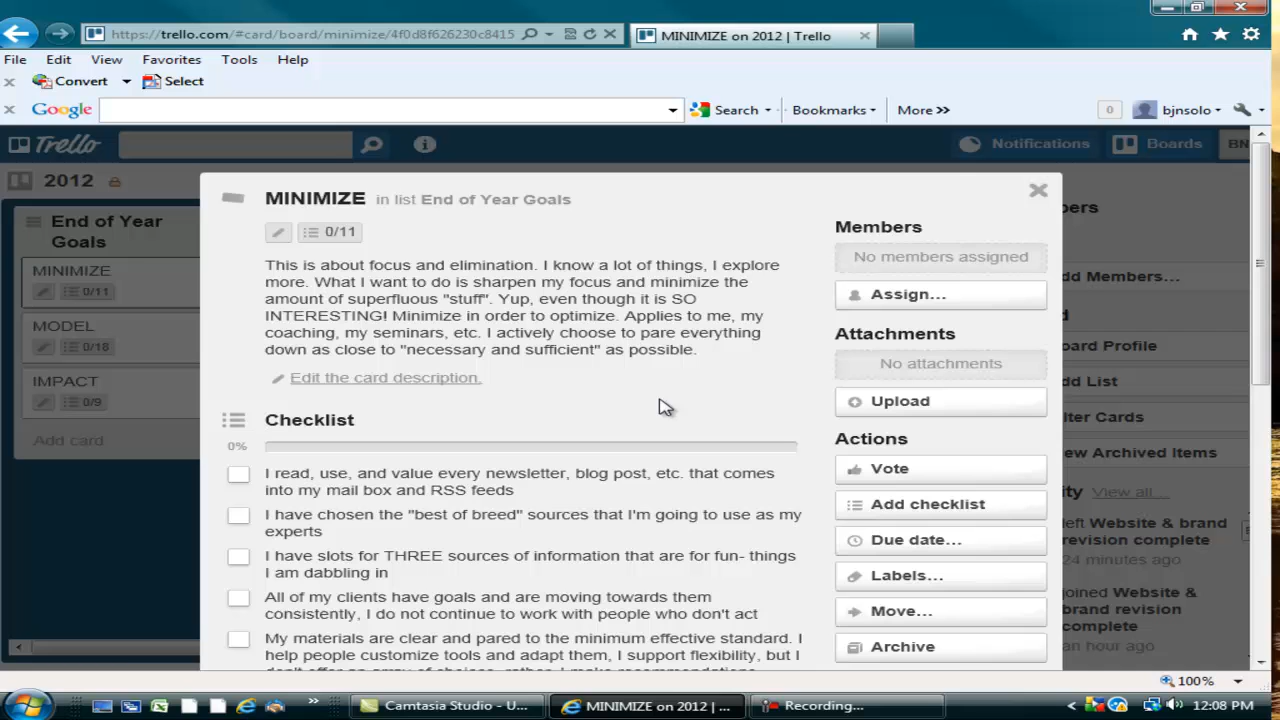 https://trello.com/#card/board/minimize/4f0d8f626230c8415
MINIMIZE on 2012 | Trello
File Edit View Favorites Tools Help
Convert Select
Google Search Bookmarks More >> 0 bjnsolo
Trello Notifications Boards BN
2012
End of Year
Goals
MINIMIZE
0/11
MODEL
0/18
IMPACT
0/9
Add card
MINIMIZE in list End of Year Goals
0/11
This is about focus and elimination. I know a lot of things, I explore
more. What I want to do is sharpen my focus and minimize the
amount of superfluous "stuff". Yup, even though it is SO
INTERESTING! Minimize in order to optimize. Applies to me, my
coaching, my seminars, etc. I actively choose to pare everything
down as close to "necessary and sufficient" as possible.
Edit the card description.
Checklist
0%
I read, use, and value every newsletter, blog post, etc. that comes
into my mail box and RSS feeds
I have chosen the "best of breed" sources that I'm going to use as my
experts
I have slots for THREE sources of information that are for fun- things
I am dabbling in
All of my clients have goals and are moving towards them
consistently, I do not continue to work with people who don't act
My materials are clear and pared to the minimum effective standard. I
help people customize tools and adapt them, I support flexibility, but I
Members
No members assigned
Assign...
Attachments
No attachments
Upload
Actions
Vote
Add checklist
Due date...
Labels...
Move...
Archive
bers
dd Members...
d
oard Profile
dd List
lter Cards
ew Archived Items
ity View all...
left Website & brand
revision complete
24 minutes ago
joined Website &
brand revision
complete
an hour ago
100%
Camtasia Studio - U...
MINIMIZE on 2012 | ...
Recording...
12:08 PM